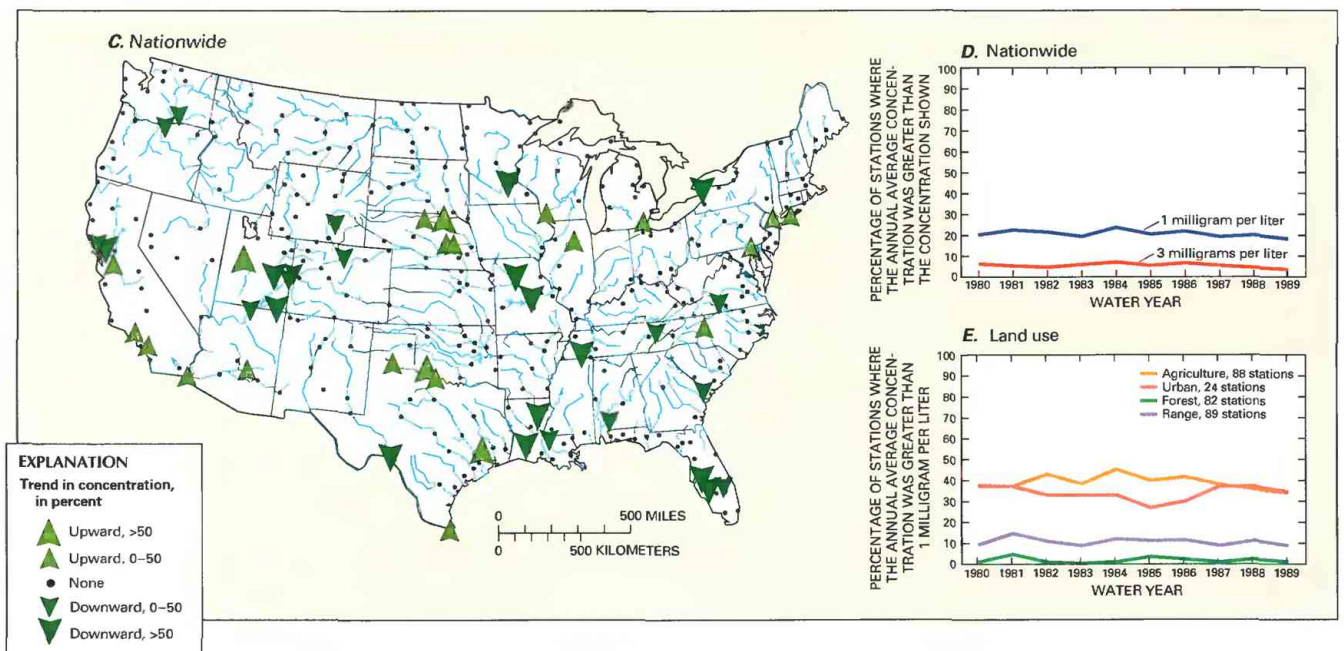 C. Nationwide
0 500 MILES
0 500 KILOMETERS
EXPLANATION
Trend in concentration,
in percent
Upward, >50
Upward, 0–50
None
Downward, 0–50
Downward, >50
D. Nationwide
PERCENTAGE OF STATIONS WHERE
THE ANNUAL AVERAGE CONCEN-
TRATION WAS GREATER THAN
THE CONCENTRATION SHOWN
100
90
80
70
60
50
40
30
20
10
0
1 milligram per liter
3 milligrams per liter
1980 1981 1982 1983 1984 1985 1986 1987 1988 1989
WATER YEAR
E. Land use
PERCENTAGE OF STATIONS WHERE
THE ANNUAL AVERAGE CONCEN-
TRATION WAS GREATER THAN
1 MILLIGRAM PER LITER
100
90
80
70
60
50
40
30
20
10
0
Agriculture, 88 stations
Urban, 24 stations
Forest, 82 stations
Range, 89 stations
1980 1981 1982 1983 1984 1985 1986 1987 1988 1989
WATER YEAR